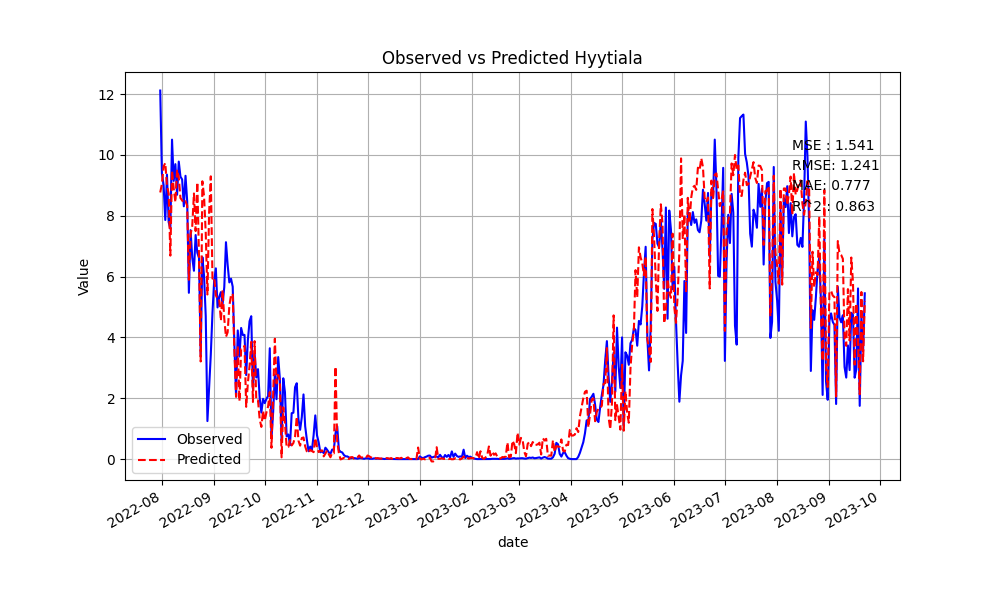 Observed vs Predicted Hyytiala
12
10
8
6
4
2
0
Value
MSE : 1.541
RMSE: 1.241
MAE: 0.777
R^2 : 0.863
Observed
Predicted
2022-08
2022-09
2022-10
2022-11
2022-12
2023-01
2023-02
2023-03
2023-04
2023-05
2023-06
2023-07
2023-08
2023-09
2023-10
date